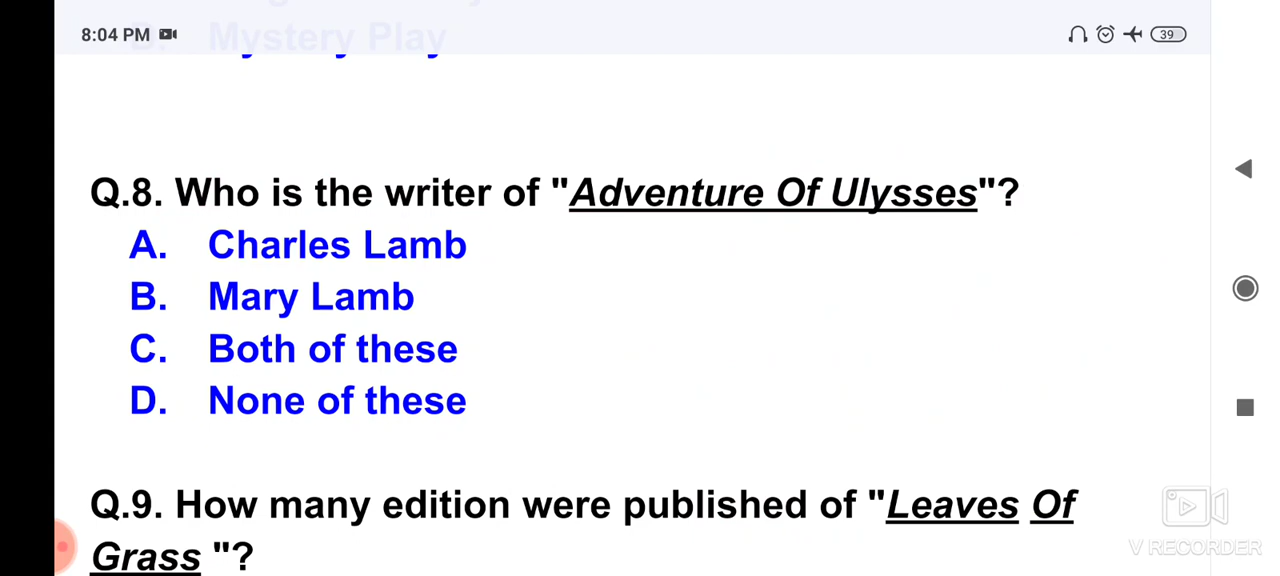 8:04 PM 39
D. Mystery Play
Q.8. Who is the writer of "Adventure Of Ulysses"?
A. Charles Lamb
B. Mary Lamb
C. Both of these
D. None of these
Q.9. How many edition were published of "Leaves Of
Grass "?
V RECORDER